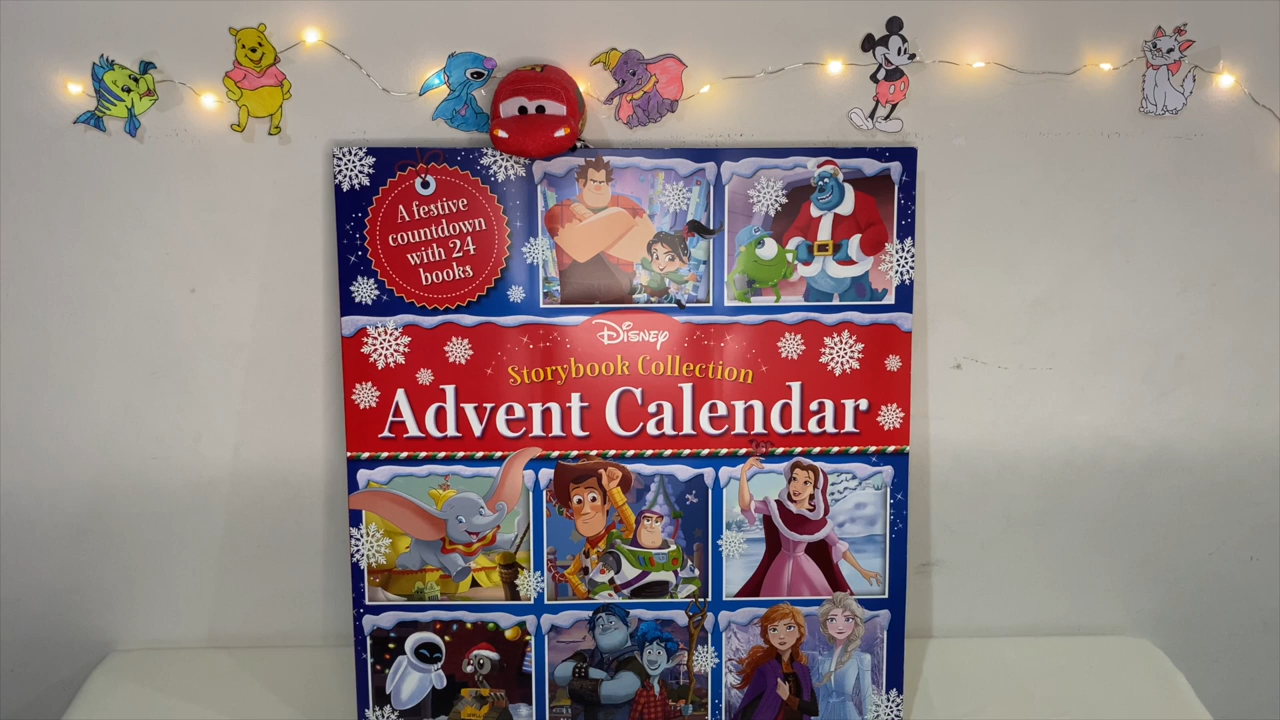 A festive
countdown
with 24
books
Disney
Storybook Collection
Advent Calendar